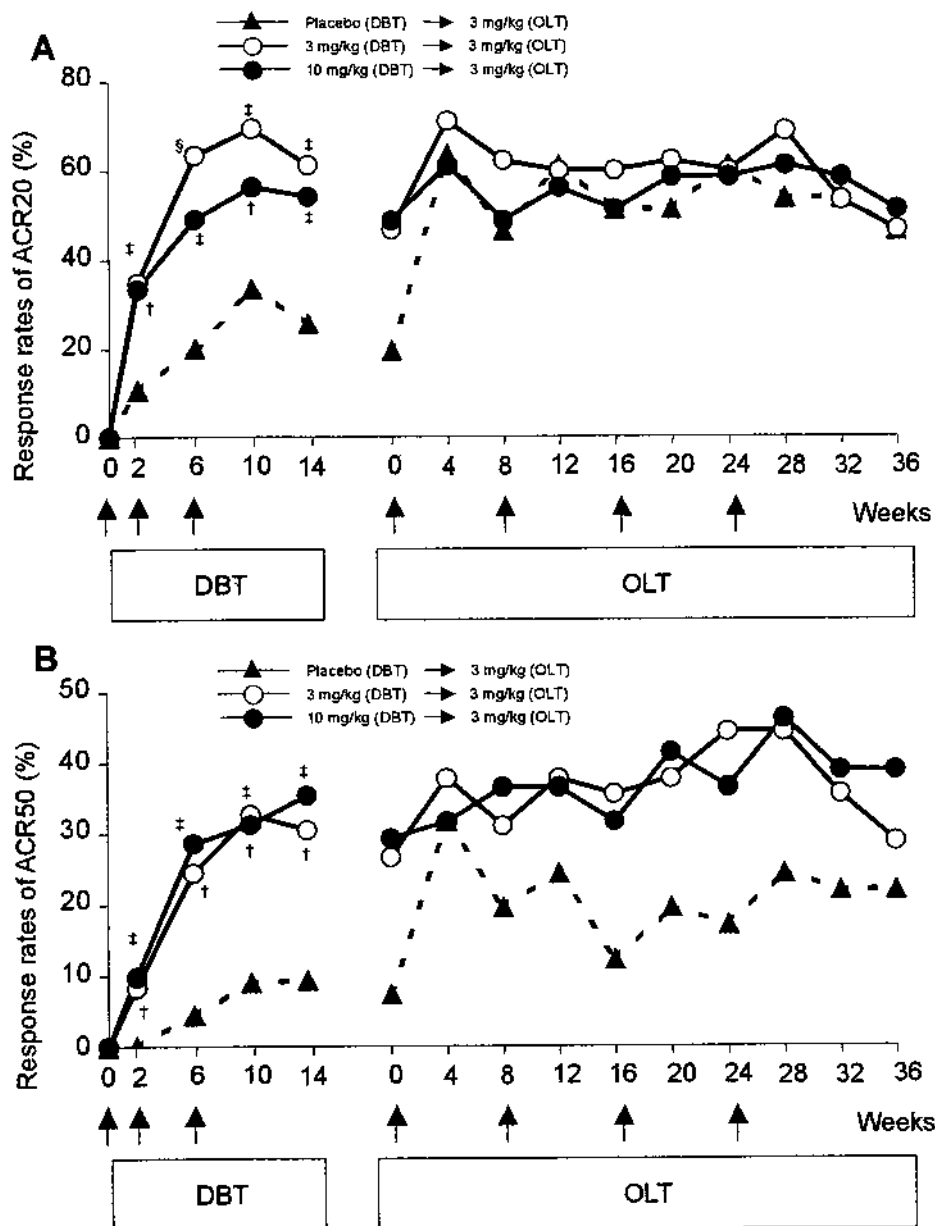 A
Placebo (DBT) 3 mg/kg (OLT)
3 mg/kg (DBT) 3 mg/kg (OLT)
10 mg/kg (DBT) 3 mg/kg (OLT)
Response rates of ACR20 (%)
80
60
40
20
0
‡ † § ‡ ‡ † ‡ ‡
0 2 6 10 14 0 4 8 12 16 20 24 28 32 36
Weeks
DBT OLT
B
Placebo (DBT) 3 mg/kg (OLT)
3 mg/kg (DBT) 3 mg/kg (OLT)
10 mg/kg (DBT) 3 mg/kg (OLT)
Response rates of ACR50 (%)
50
40
30
20
10
0
‡ † ‡ † ‡ † ‡ †
0 2 6 10 14 0 4 8 12 16 20 24 28 32 36
Weeks
DBT OLT